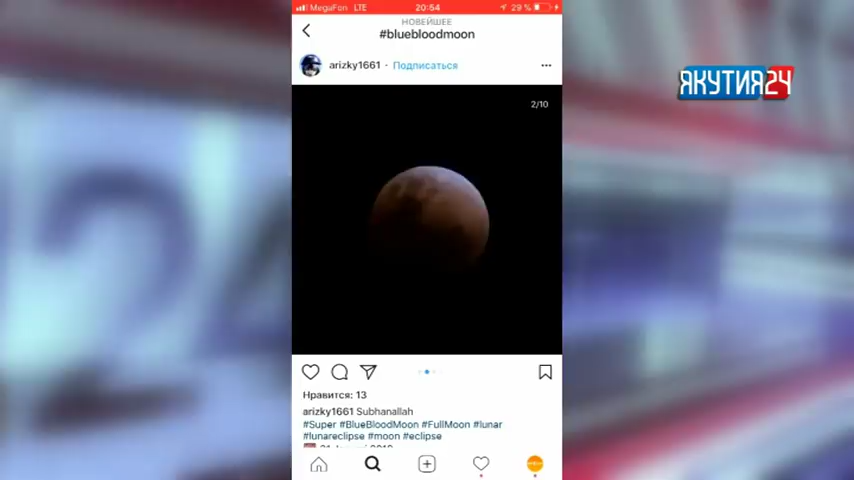 MegaFon LTE 20:54 29 %
НОВЕЙШЕЕ
#bluebloodmoon
arizky1661 · Подписаться
ЯКУТИЯ24
2/10
Нравится: 13
arizky1661 Subhanallah
#Super #BlueBloodMoon #FullMoon #lunar
#lunareclipse #moon #eclipse